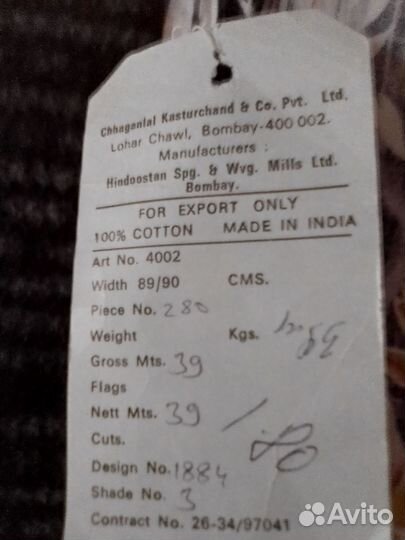 Chhaganlal Kasturchand & Co. Pvt. Ltd.
Lohar Chawl, Bombay-400 002.
Manufacturers :
Hindoostan Spg. & Wvg. Mills Ltd.
Bombay.
FOR EXPORT ONLY
100% COTTON MADE IN INDIA
Art No. 4002
Width 89/90 CMS.
Piece No. 280
Weight Kgs.
Gross Mts. 39
Flags
Nett Mts. 39 /
Cuts.
Design No. 1884
Shade No. 3
Contract No. 26-34/97041
Avito